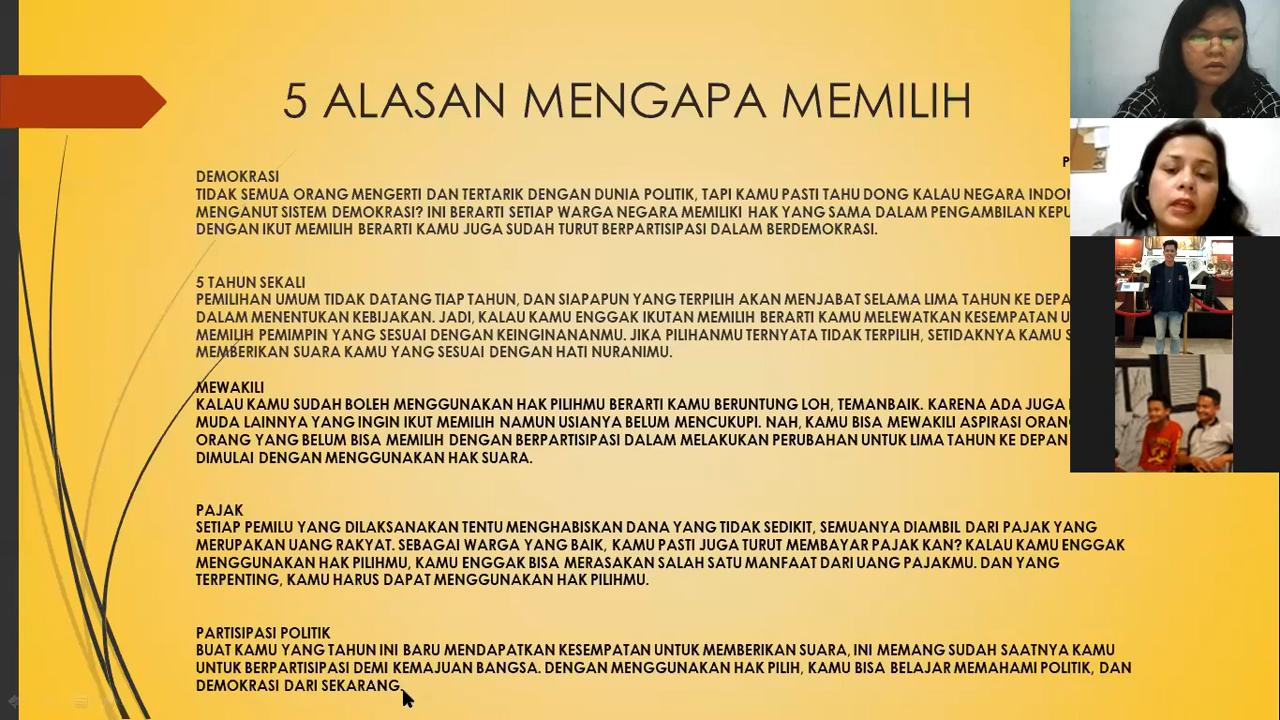 5 ALASAN MENGAPA MEMILIH
DEMOKRASI
TIDAK SEMUA ORANG MENGERTI DAN TERTARIK DENGAN DUNIA POLITIK, TAPI KAMU PASTI TAHU DONG KALAU NEGARA
MENGANUT SISTEM DEMOKRASI? INI BERARTI SETIAP WARGA NEGARA MEMILIKI HAK YANG SAMA DALAM PENGAMBILAN
DENGAN IKUT MEMILIH BERARTI KAMU JUGA SUDAH TURUT BERPARTISIPASI DALAM BERDEMOKRASI.
5 TAHUN SEKALI
PEMILIHAN UMUM TIDAK DATANG TIAP TAHUN, DAN SIAPAPUN YANG TERPILIH AKAN MENJABAT SELAMA LIMA TAHUN KE
DALAM MENENTUKAN KEBIJAKAN. JADI, KALAU KAMU ENGGAK IKUTAN MEMILIH BERARTI KAMU MELEWATKAN KESEMPATAN
MEMILIH PEMIMPIN YANG SESUAI DENGAN KEINGINANANMU. JIKA PILIHANMU TERNYATA TIDAK TERPILIH, SETIDAKNYA KAMU
MEMBERIKAN SUARA KAMU YANG SESUAI DENGAN HATI NURANIMU.
MEWAKILI
KALAU KAMU SUDAH BOLEH MENGGUNAKAN HAK PILIHMU BERARTI KAMU BERUNTUNG LOH, TEMANBAIK. KARENA ADA JUGA
MUDA LAINNYA YANG INGIN IKUT MEMILIH NAMUN USIANYA BELUM MENCUKUPI. NAH, KAMU BISA MEWAKILI ASPIRASI
ORANG YANG BELUM BISA MEMILIH DENGAN BERPARTISIPASI DALAM MELAKUKAN PERUBAHAN UNTUK LIMA TAHUN KE DEPAN
DIMULAI DENGAN MENGGUNAKAN HAK SUARA.
PAJAK
SETIAP PEMILU YANG DILAKSANAKAN TENTU MENGHABISKAN DANA YANG TIDAK SEDIKIT, SEMUANYA DIAMBIL DARI PAJAK YANG
MERUPAKAN UANG RAKYAT. SEBAGAI WARGA YANG BAIK, KAMU PASTI JUGA TURUT MEMBAYAR PAJAK KAN? KALAU KAMU ENGGAK
MENGGUNAKAN HAK PILIHMU, KAMU ENGGAK BISA MERASAKAN SALAH SATU MANFAAT DARI UANG PAJAKMU. DAN YANG
TERPENTING, KAMU HARUS DAPAT MENGGUNAKAN HAK PILIHMU.
PARTISIPASI POLITIK
BUAT KAMU YANG TAHUN INI BARU MENDAPATKAN KESEMPATAN UNTUK MEMBERIKAN SUARA, INI MEMANG SUDAH SAATNYA KAMU
UNTUK BERPARTISIPASI DEMI KEMAJUAN BANGSA. DENGAN MENGGUNAKAN HAK PILIH, KAMU BISA BELAJAR MEMAHAMI POLITIK, DAN
DEMOKRASI DARI SEKARANG.